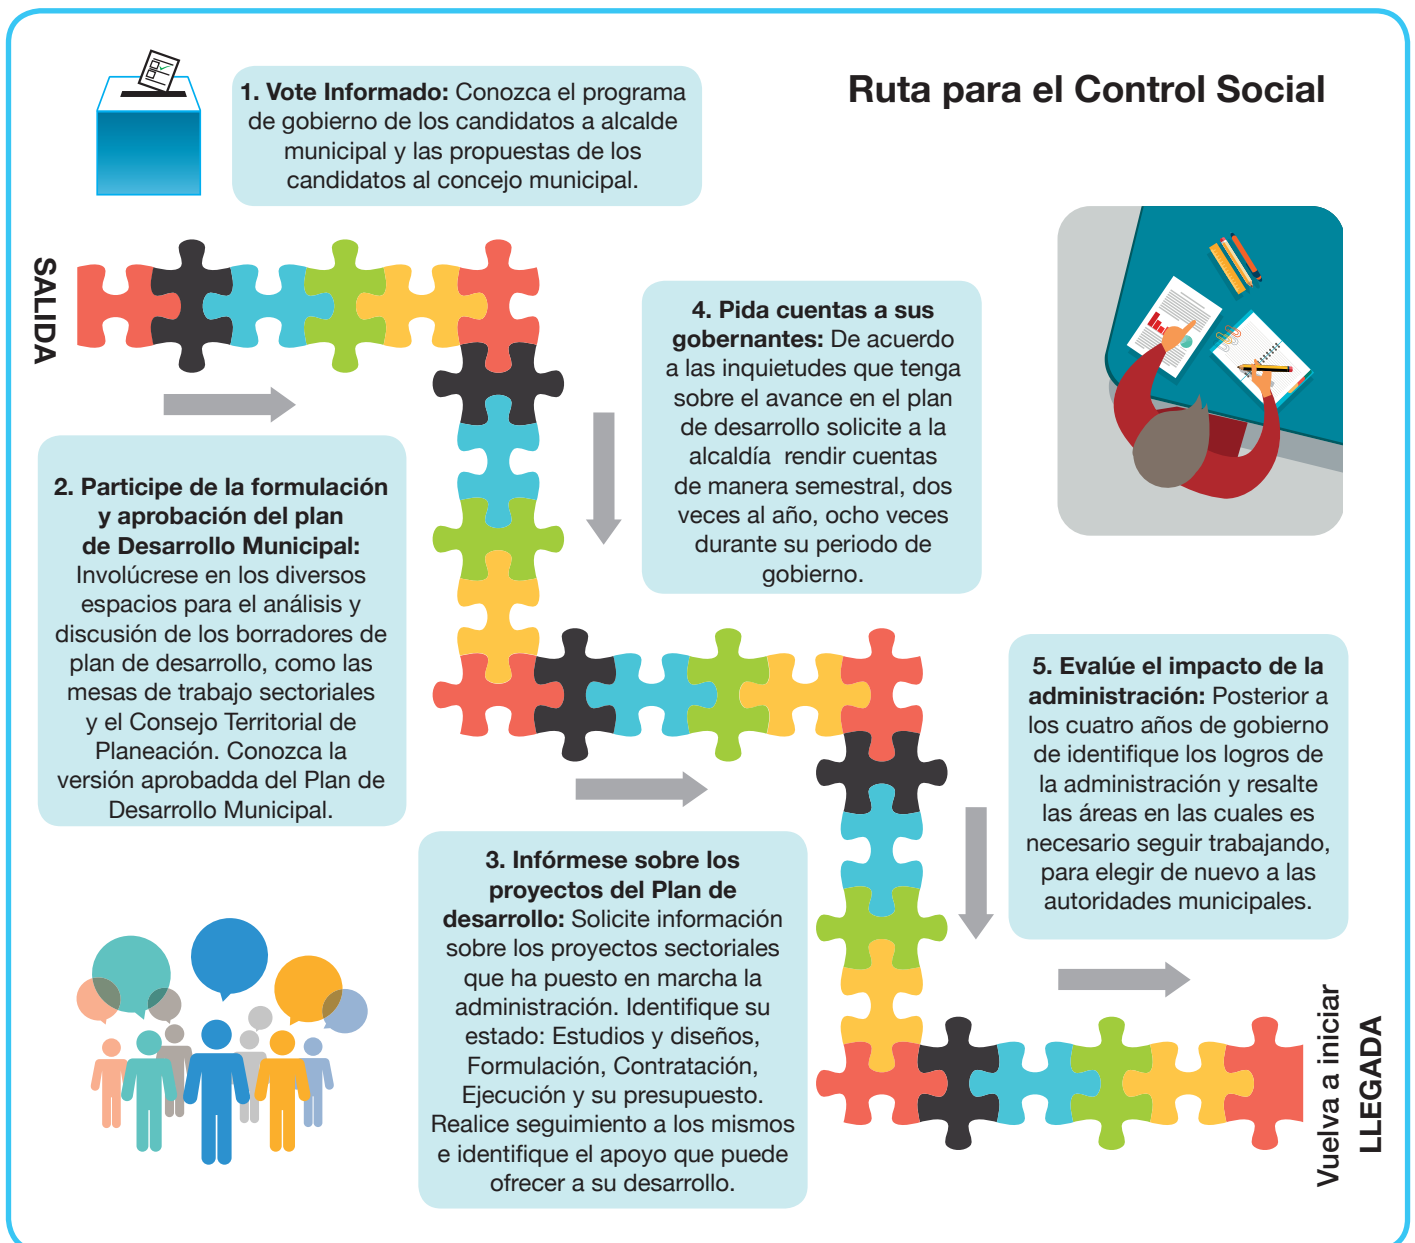 Ruta para el Control Social
1. Vote Informado: Conozca el programa
de gobierno de los candidatos a alcalde
municipal y las propuestas de los
candidatos al concejo municipal.
SALIDA
2. Participe de la formulación
y aprobación del plan
de Desarrollo Municipal:
Involúcrese en los diversos
espacios para el análisis y
discusión de los borradores de
plan de desarrollo, como las
mesas de trabajo sectoriales
y el Consejo Territorial de
Planeación. Conozca la
versión aprobadda del Plan de
Desarrollo Municipal.
3. Infórmese sobre los
proyectos del Plan de
desarrollo: Solicite información
sobre los proyectos sectoriales
que ha puesto en marcha la
administración. Identifique su
estado: Estudios y diseños,
Formulación, Contratación,
Ejecución y su presupuesto.
Realice seguimiento a los mismos
e identifique el apoyo que puede
ofrecer a su desarrollo.
4. Pida cuentas a sus
gobernantes: De acuerdo
a las inquietudes que tenga
sobre el avance en el plan
de desarrollo solicite a la
alcaldía rendir cuentas
de manera semestral, dos
veces al año, ocho veces
durante su periodo de
gobierno.
5. Evalúe el impacto de la
administración: Posterior a
los cuatro años de gobierno
de identifique los logros de
la administración y resalte
las áreas en las cuales es
necesario seguir trabajando,
para elegir de nuevo a las
autoridades municipales.
Vuelva a iniciar
LLEGADA